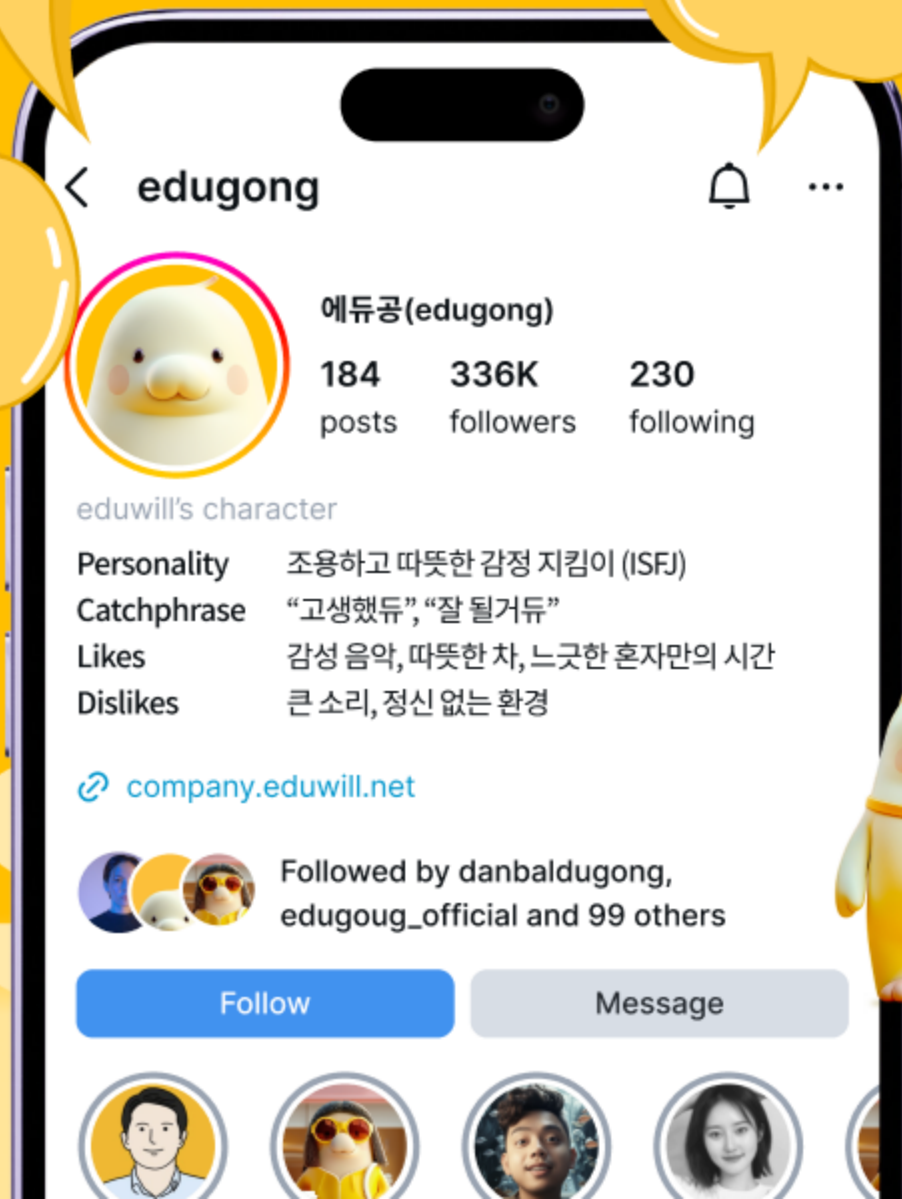 edugong
에듀공(edugong)
184 336K 230
posts followers following
eduwill's character
Personality 조용하고 따뜻한 감정 지킴이 (ISFJ)
Catchphrase “고생했듀”, “잘 될거듀”
Likes 감성 음악, 따뜻한 차, 느긋한 혼자만의 시간
Dislikes 큰 소리, 정신 없는 환경
company.eduwill.net
Followed by danbaldugong,
edugoug_official and 99 others
Follow Message